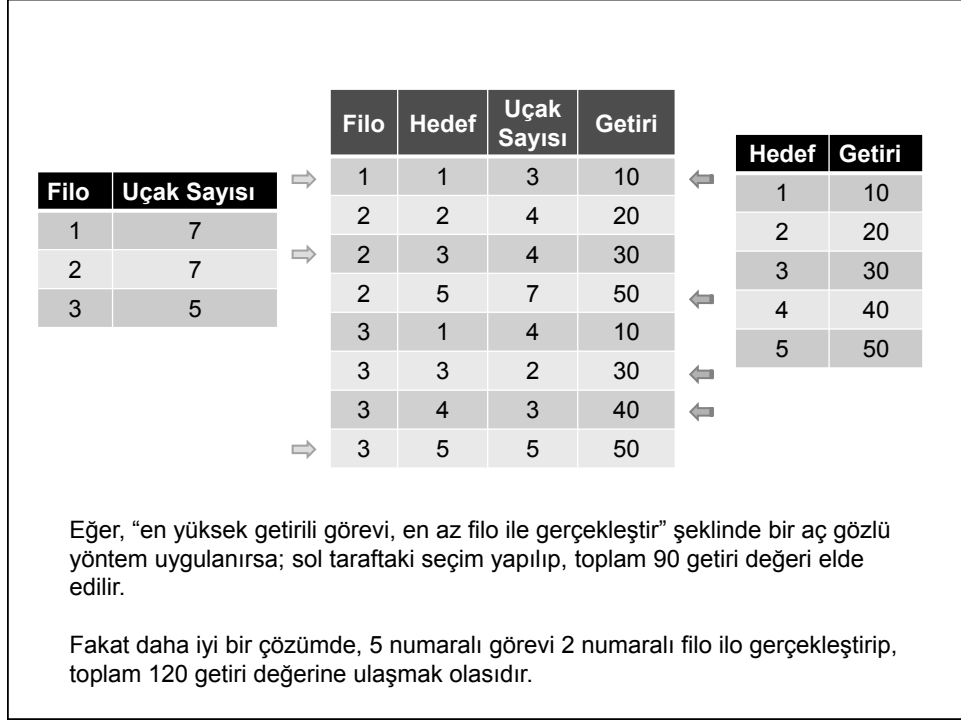 Filo Uçak Sayısı
1 7
2 7
3 5
Filo Hedef Uçak Sayısı Getiri
1 1 3 10
2 2 4 20
2 3 4 30
2 5 7 50
3 1 4 10
3 3 2 30
3 4 3 40
3 5 5 50
Hedef Getiri
1 10
2 20
3 30
4 40
5 50
Eğer, “en yüksek getirili görevi, en az filo ile gerçekleştir” şeklinde bir aç gözlü
yöntem uygulanırsa; sol taraftaki seçim yapılıp, toplam 90 getiri değeri elde
edilir.
Fakat daha iyi bir çözümde, 5 numaralı görevi 2 numaralı filo ilo gerçekleştirip,
toplam 120 getiri değerine ulaşmak olasıdır.